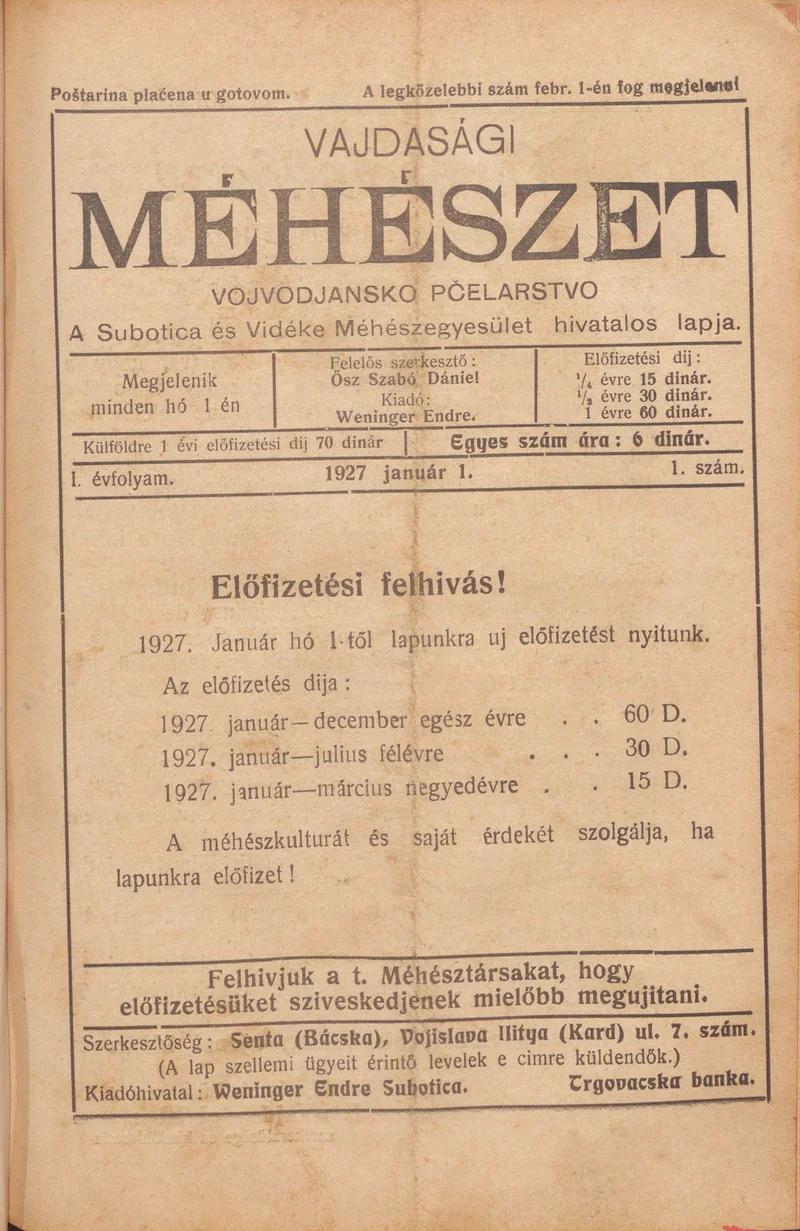 Poštarina plaćena u gotovom. A legközelebbi szám febr. 1-én fog megjelenni
VAJDASÁGI
MÉHÉSZET
VOJVODJANSKO PČELARSTVO
A Subotica és Vidéke Méhészegyesület hivatalos lapja.
Megjelenik
minden hó 1 én
Felelős szerkesztő:
Ősz Szabó Dániel
Kiadó:
Weninger Endre.
Előfizetési dij:
¼ évre 15 dinár.
½ évre 30 dinár.
1 évre 60 dinár.
Külföldre 1 évi előfizetési dij 70 dinár | Egyes szám ára: 6 dinár.
I. évfolyam. 1927 január 1. 1. szám.
Előfizetési felhivás!
1927. Január hó 1-től lapunkra uj előfizetést nyitunk.
Az előfizetés dija:
1927. január—december egész évre . . 60 D.
1927. január—julius félévre . . . 30 D.
1927. január—március negyedévre . . 15 D.
A méhészkulturát és saját érdekét szolgálja, ha
lapunkra előfizet!
Felhivjuk a t. Méhésztársakat, hogy
előfizetésüket sziveskedjenek mielőbb megujitani.
Szerkesztőség: Senta (Bácska), Vojislava Ilitya (Kard) ul. 7. szám.
(A lap szellemi ügyeit érintő levelek e cimre küldendők.)
Kiadóhivatal: Weninger Endre Subotica. Trgovacska banka.